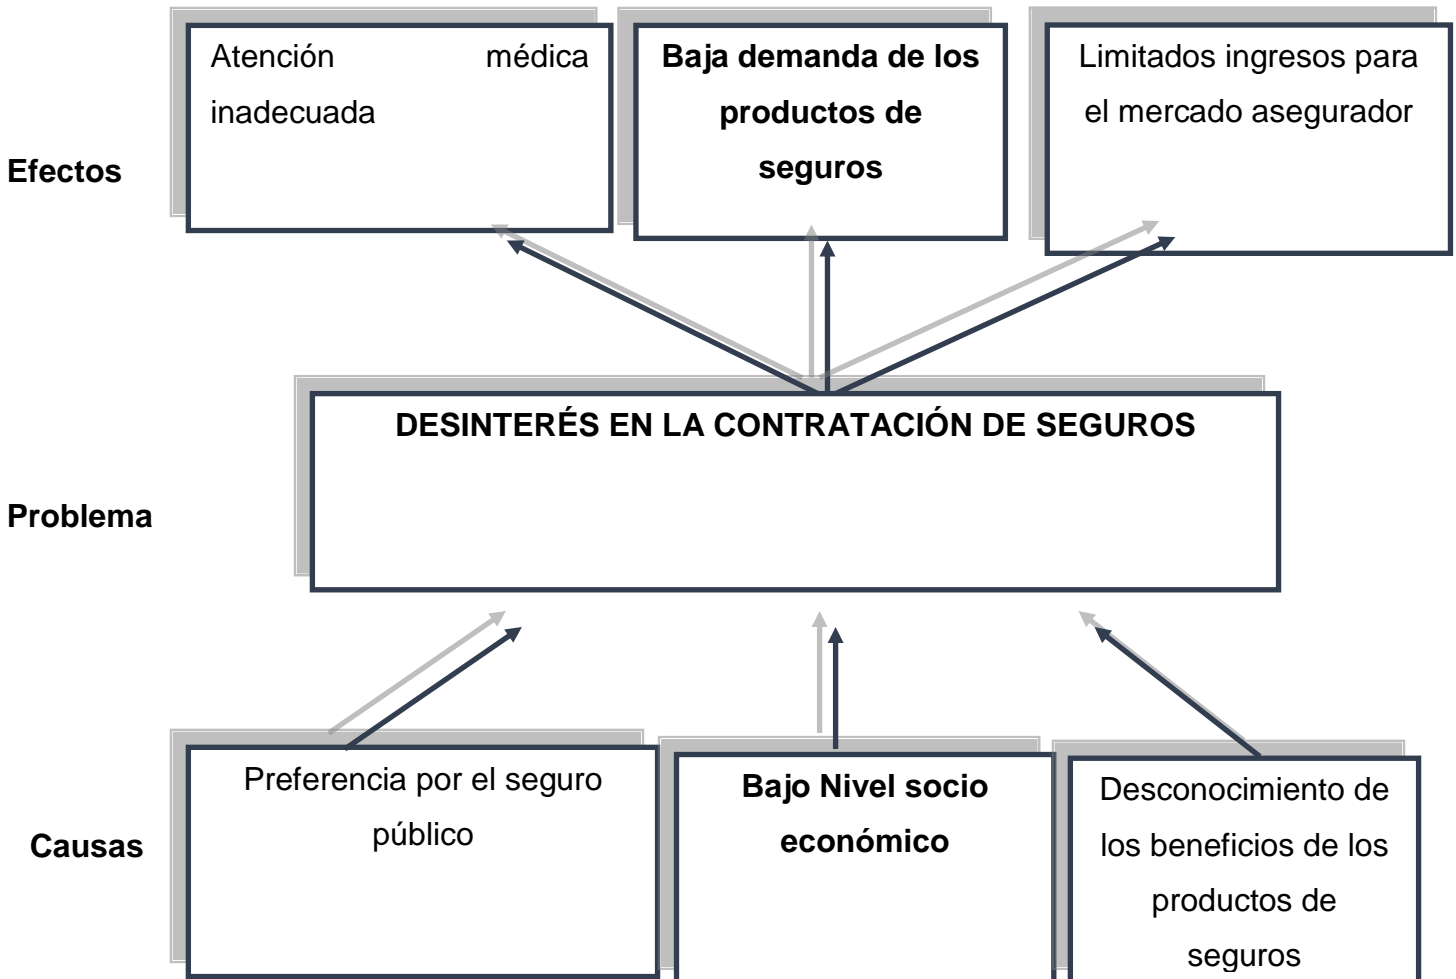 Atención médica
inadecuada
Baja demanda de los
productos de
seguros
Limitados ingresos para
el mercado asegurador
Efectos
DESINTERÉS EN LA CONTRATACIÓN DE SEGUROS
Problema
Preferencia por el seguro
público
Bajo Nivel socio
económico
Desconocimiento de
los beneficios de los
productos de
seguros
Causas